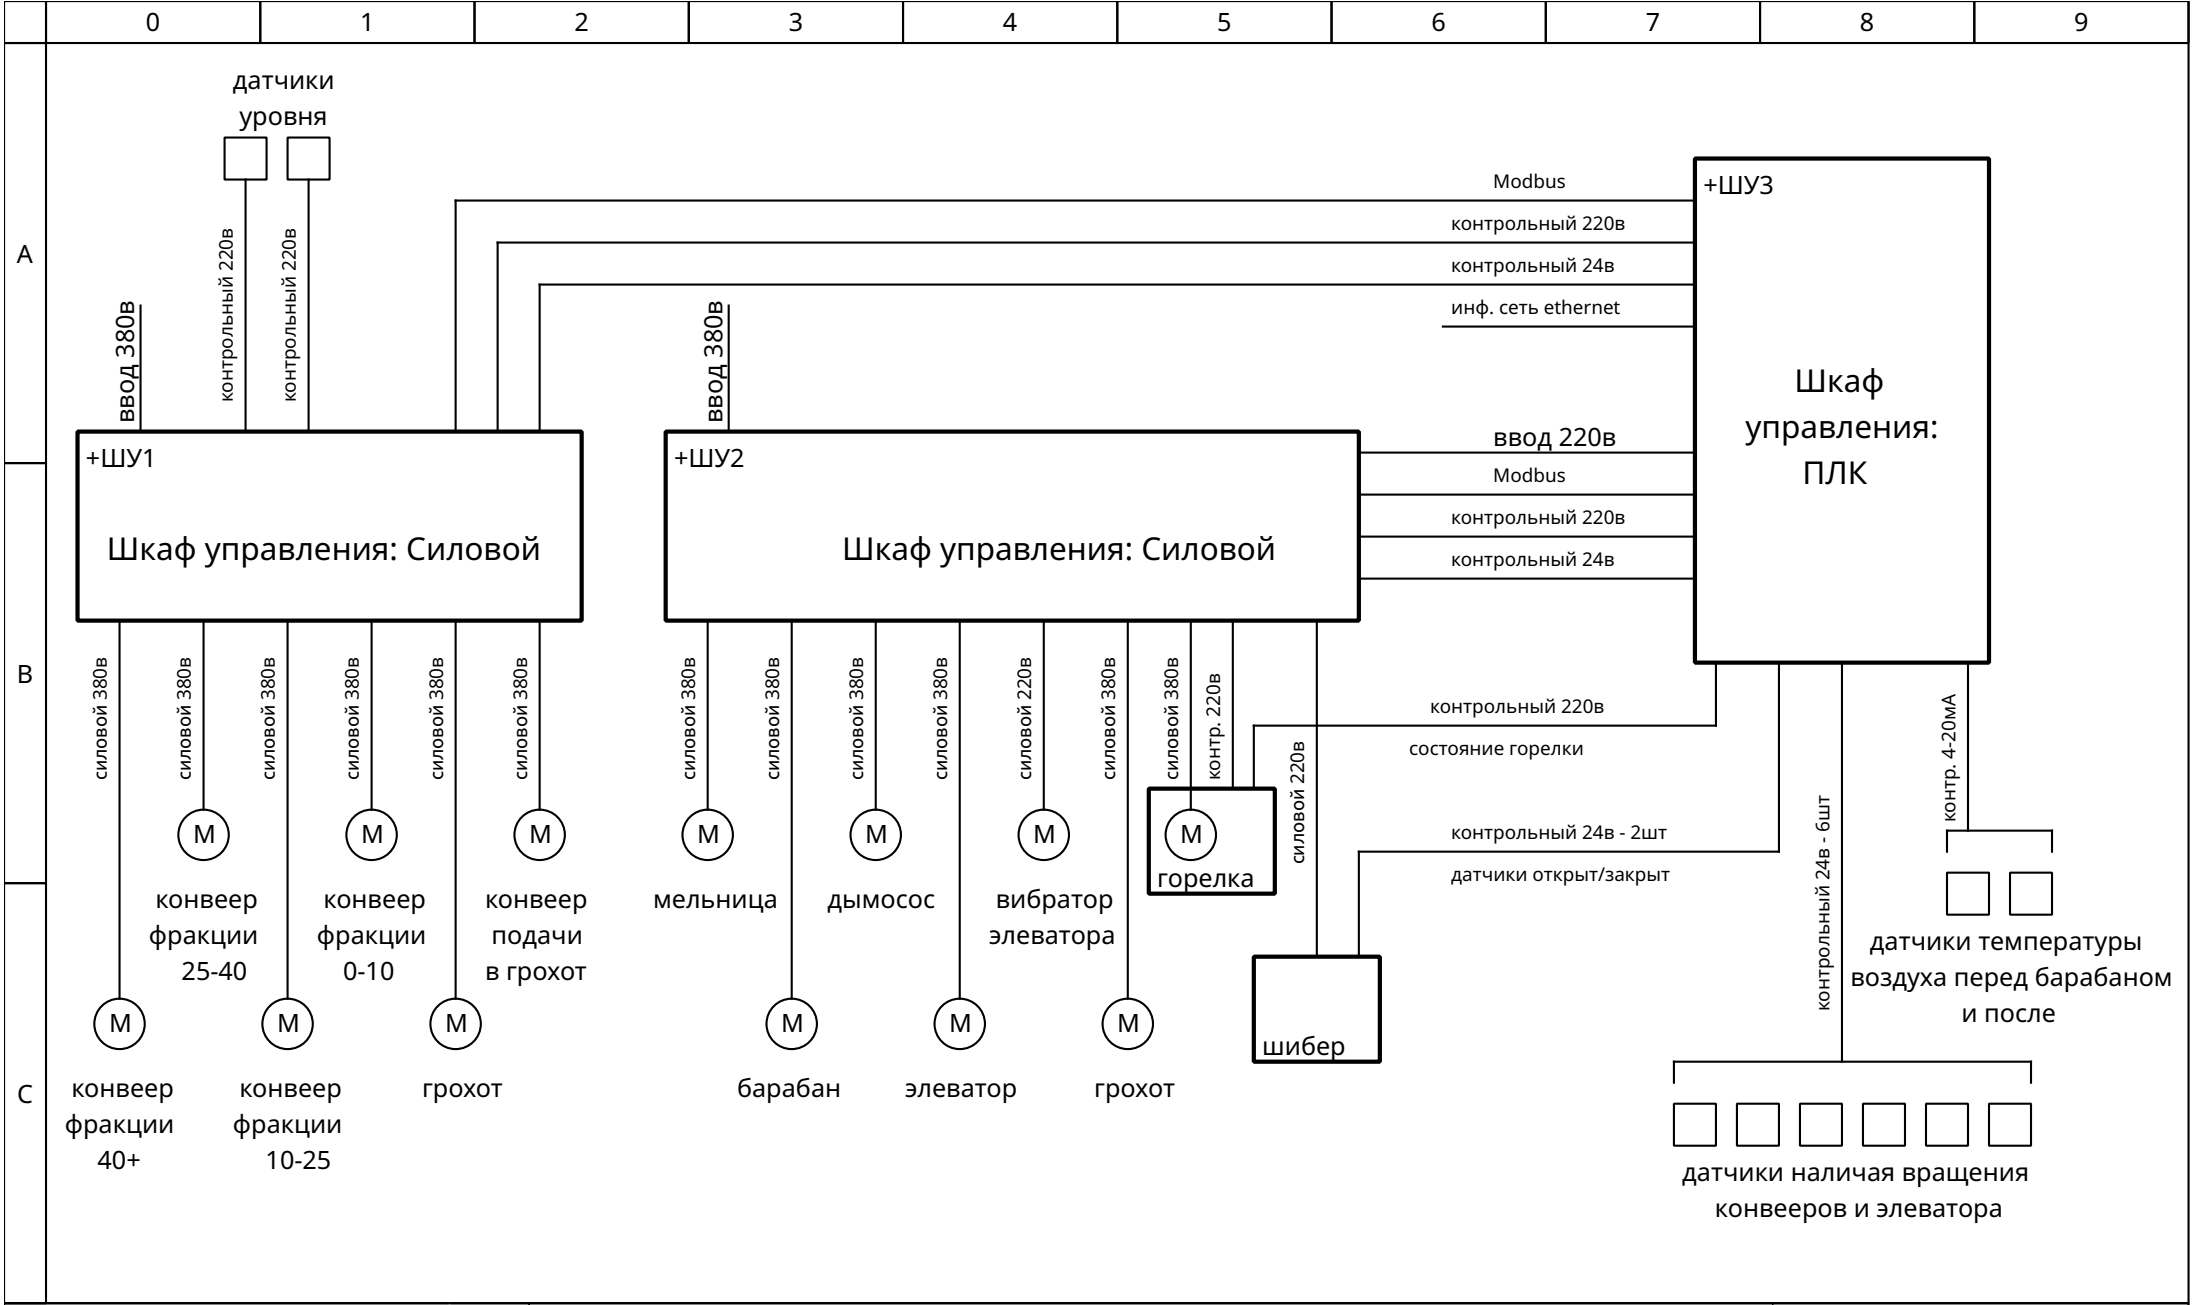 0 1 2 3 4 5 6 7 8 9
A
B
C
датчики
уровня
контрольный 220в
контрольный 220в
ввод 380в
ввод 380в
Modbus
контрольный 220в
контрольный 24в
инф. сеть ethernet
+ШУ3
Шкаф
управления:
ПЛК
+ШУ1
Шкаф управления: Силовой
+ШУ2
Шкаф управления: Силовой
ввод 220в
Modbus
контрольный 220в
контрольный 24в
силовой 380в
силовой 380в
силовой 380в
силовой 380в
силовой 380в
силовой 380в
силовой 380в
силовой 380в
силовой 380в
силовой 380в
силовой 220в
силовой 380в
силовой 380в
контр. 220в
силовой 220в
контрольный 220в
состояние горелки
контрольный 24в - 2шт
датчики открыт/закрыт
контрольный 24в - 6шт
контр. 4-20мА
M
конвеер
фракции
25-40
M
конвеер
фракции
0-10
M
конвеер
подачи
в грохот
M
мельница
M
дымосос
M
вибратор
элеватора
M
горелка
M
конвеер
фракции
40+
M
конвеер
фракции
10-25
M
грохот
M
барабан
M
элеватор
M
грохот
шибер
датчики температуры
воздуха перед барабаном
и после
датчики наличая вращения
конвееров и элеватора